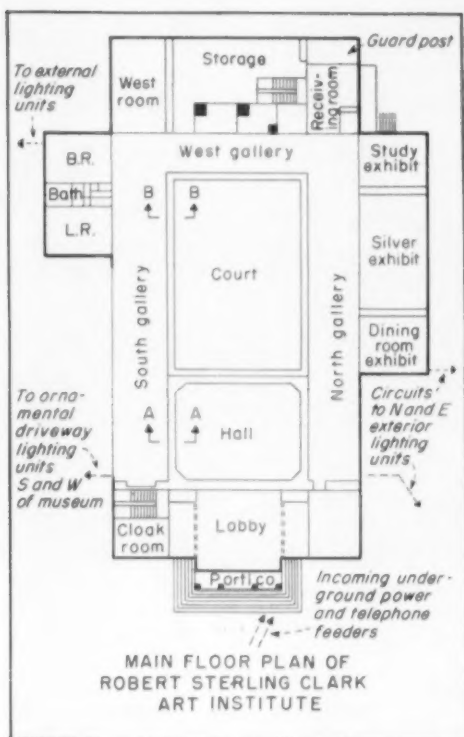 Guard post
To external
lighting
units
Storage
West
room
Receiv-
ing room
West gallery
B.R.
Bath
L.R.
Study
exhibit
B B
Court
Silver
exhibit
South gallery
North gallery
Dining
room
exhibit
To orna-
mental
driveway
lighting
units
S and W
of museum
A A
Hall
Circuits
to N and E
exterior
lighting
units
Cloak
room
Lobby
Portico
Incoming under-
ground power
and telephone
feeders
MAIN FLOOR PLAN OF
ROBERT STERLING CLARK
ART INSTITUTE